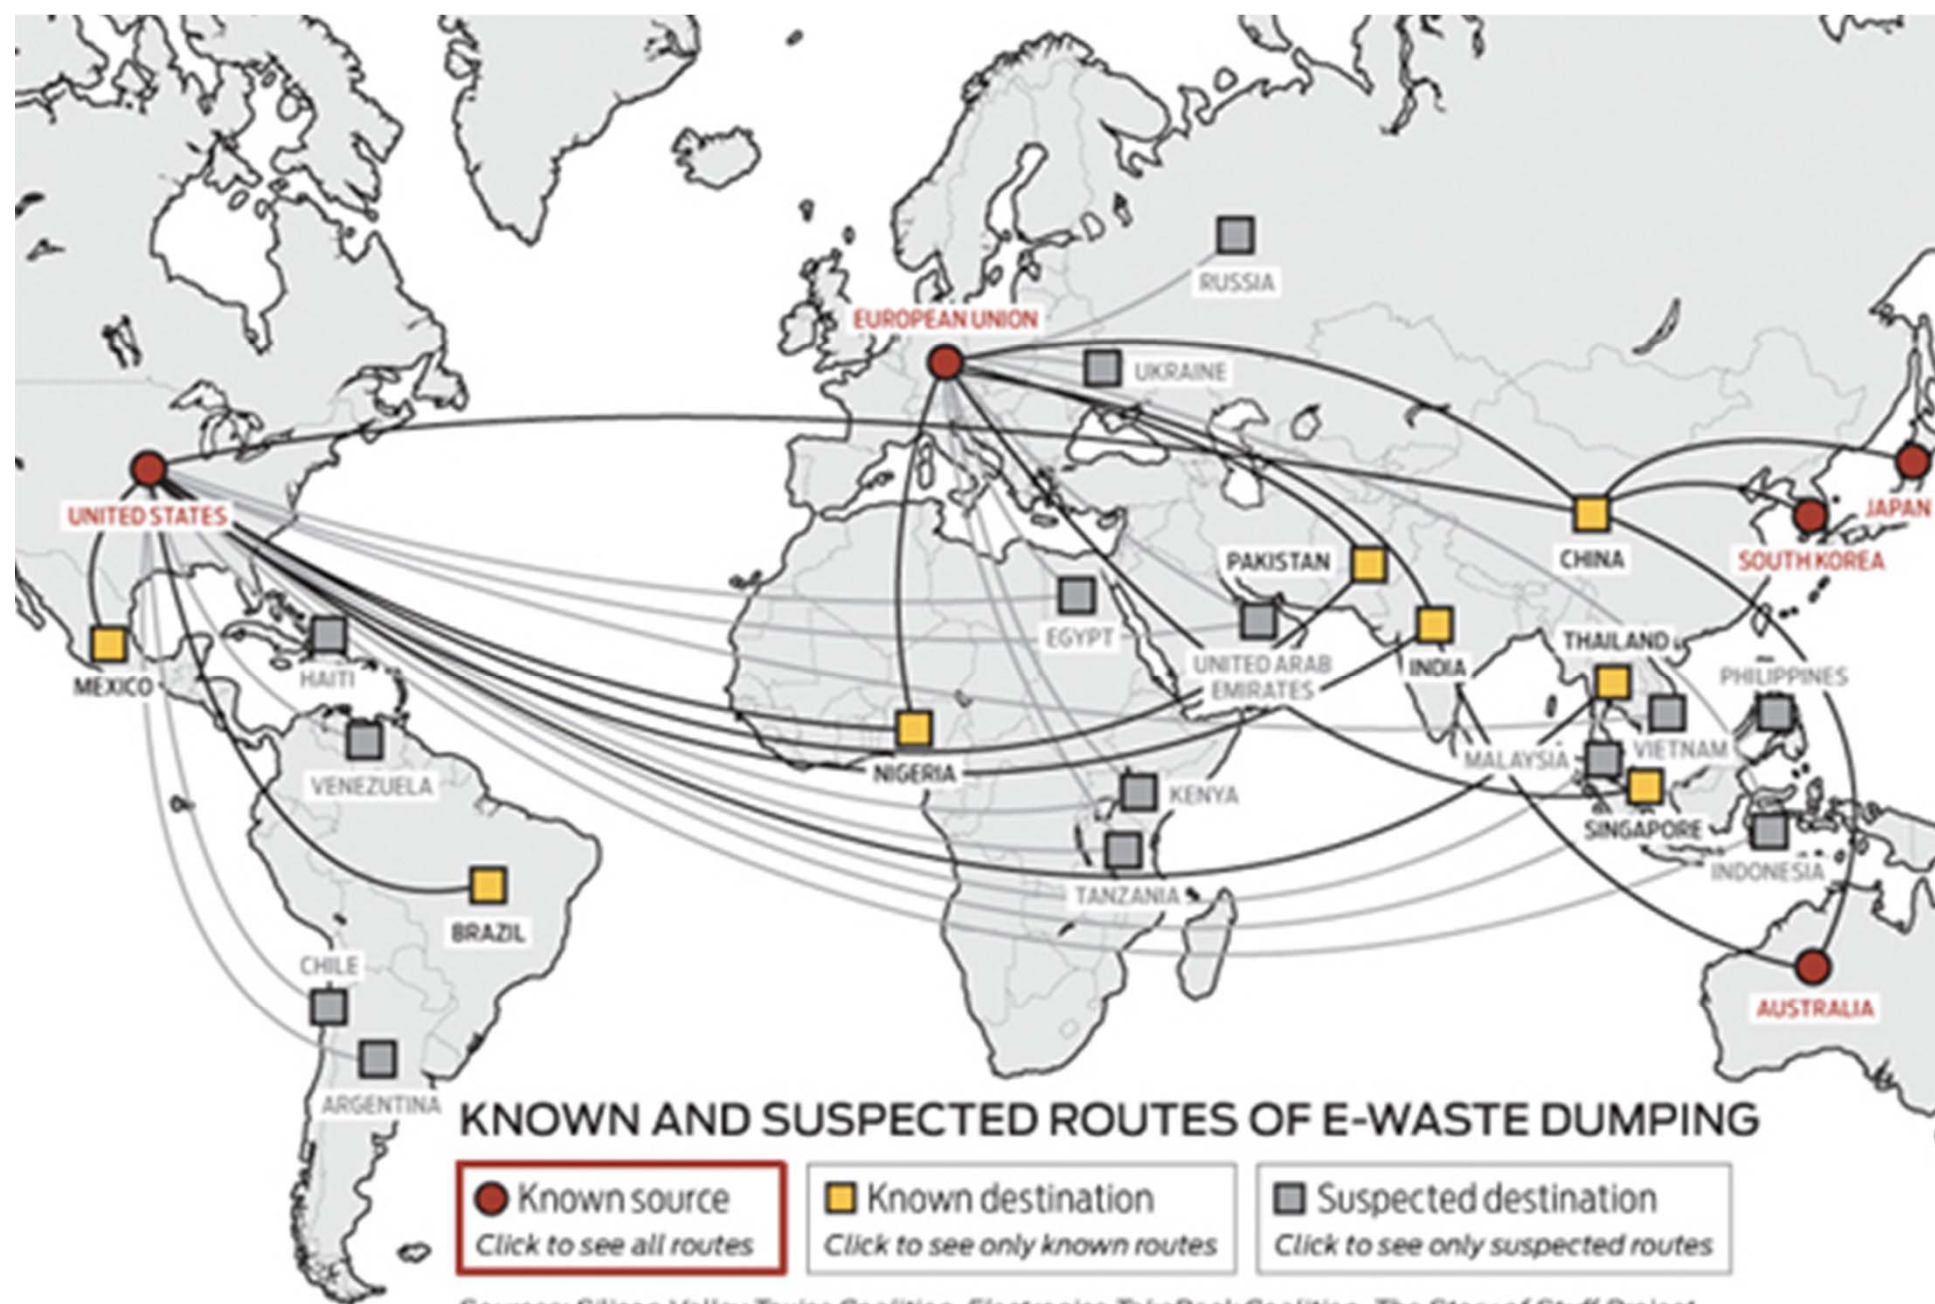 RUSSIA
EUROPEAN UNION
UKRAINE
UNITED STATES
JAPAN
PAKISTAN
CHINA
SOUTH KOREA
EGYPT
THAILAND
UNITED ARAB
EMIRATES
INDIA
HAITI
MEXICO
PHILIPPINES
VIETNAM
MALAYSIA
NIGERIA
VENEZUELA
KENYA
SINGAPORE
INDONESIA
TANZANIA
BRAZIL
CHILE
AUSTRALIA
ARGENTINA
KNOWN AND SUSPECTED ROUTES OF E-WASTE DUMPING
Known source
Click to see all routes
Known destination
Click to see only known routes
Suspected destination
Click to see only suspected routes